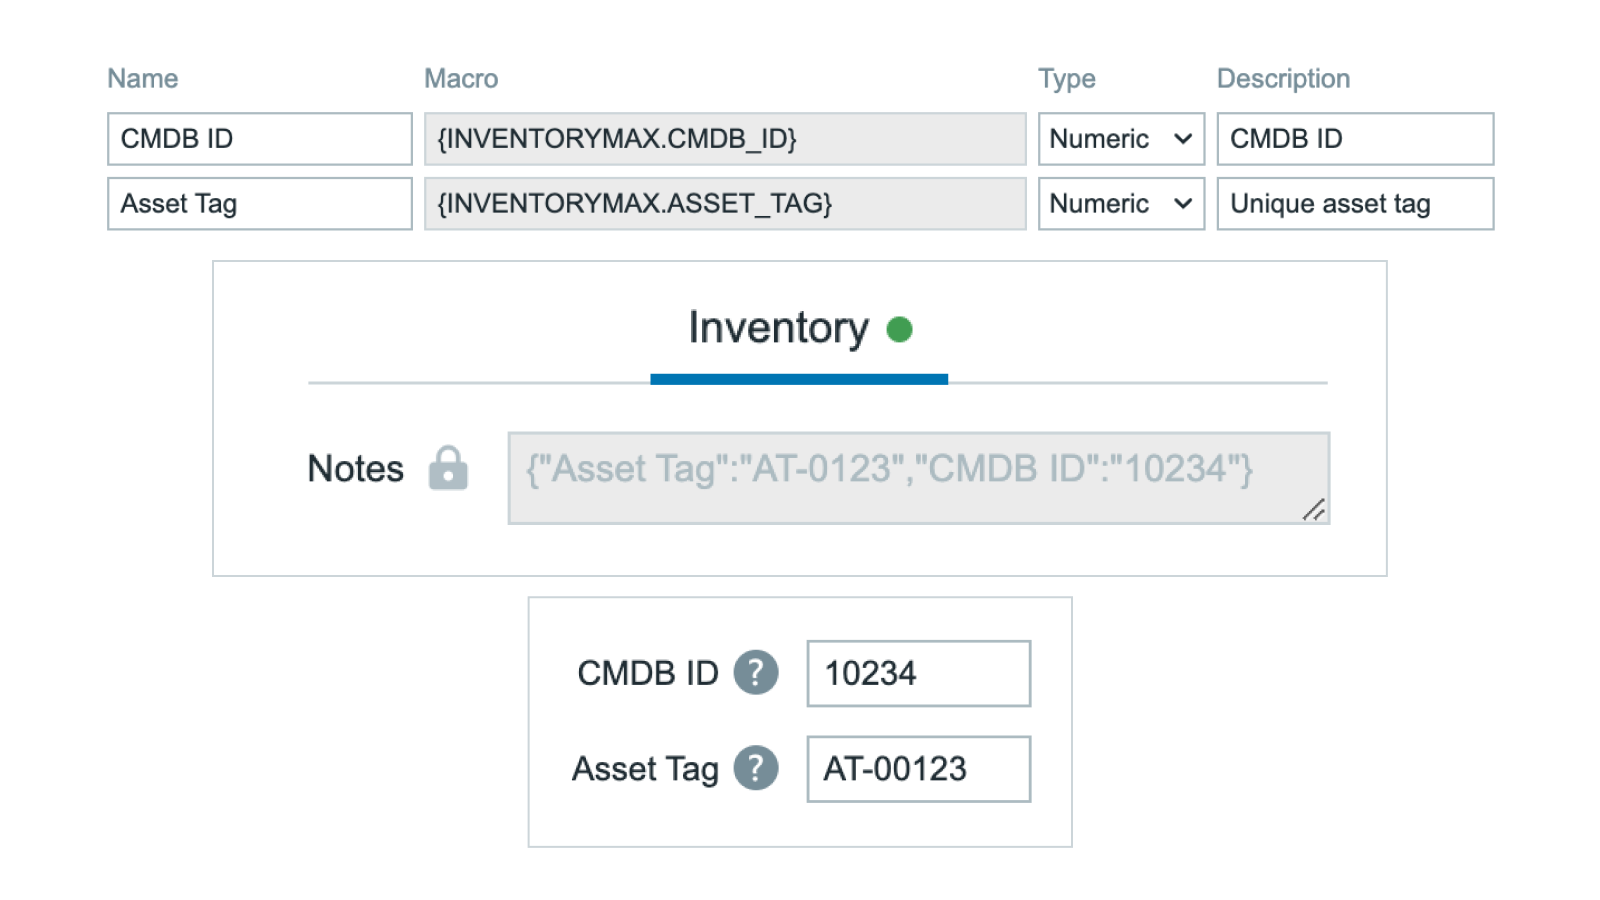 Name Macro Type Description
CMDB ID {INVENTORYMAX.CMDB_ID} Numeric CMDB ID
Asset Tag {INVENTORYMAX.ASSET_TAG} Numeric Unique asset tag
Inventory
Notes {"Asset Tag":"AT-0123","CMDB ID":"10234"}
CMDB ID ? 10234
Asset Tag ? AT-00123